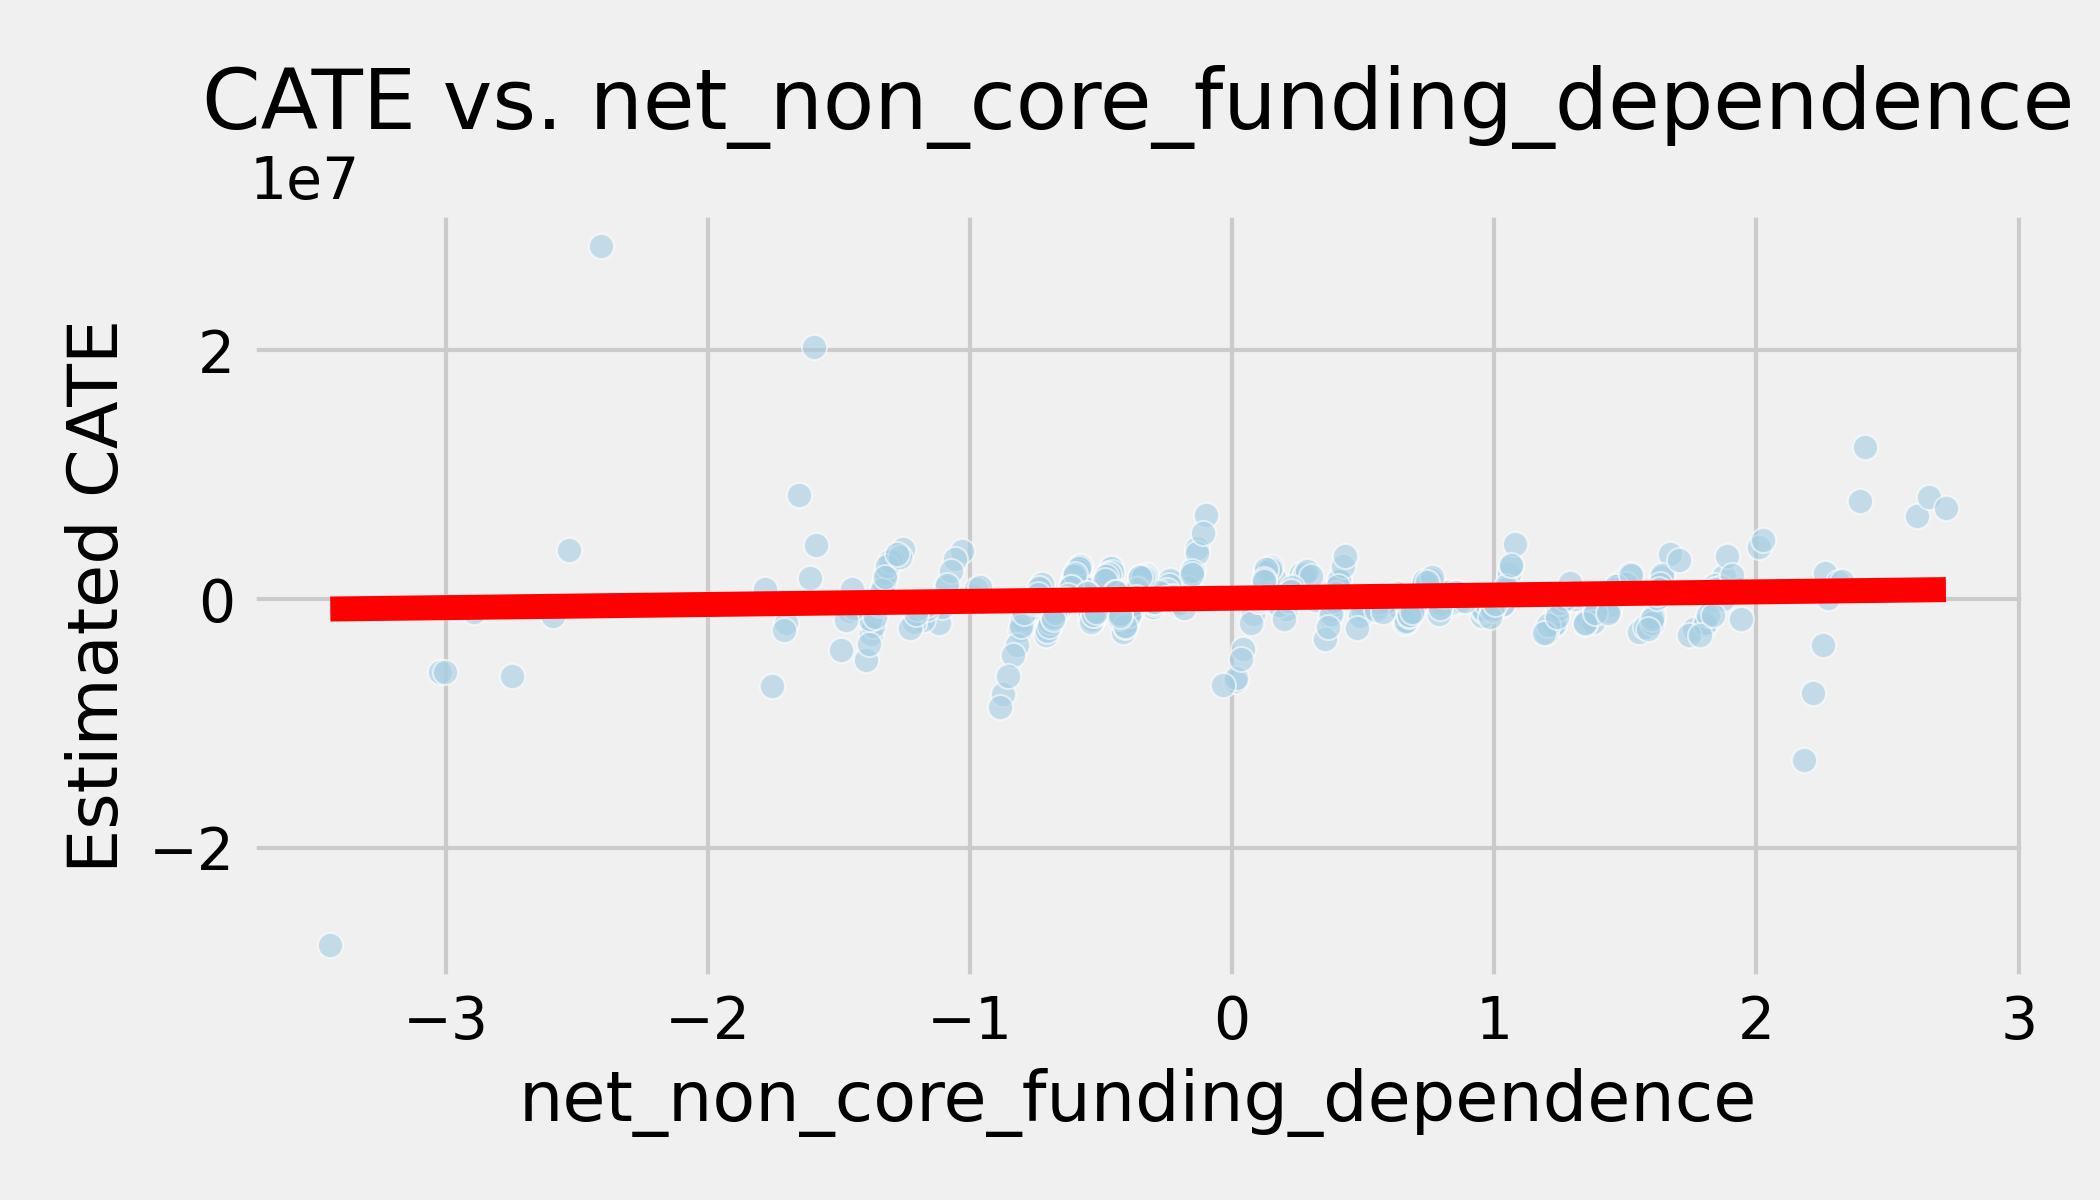 CATE vs. net_non_core_funding_dependence
1e7
2
0
−2
Estimated CATE
−3 −2 −1 0 1 2 3
net_non_core_funding_dependence